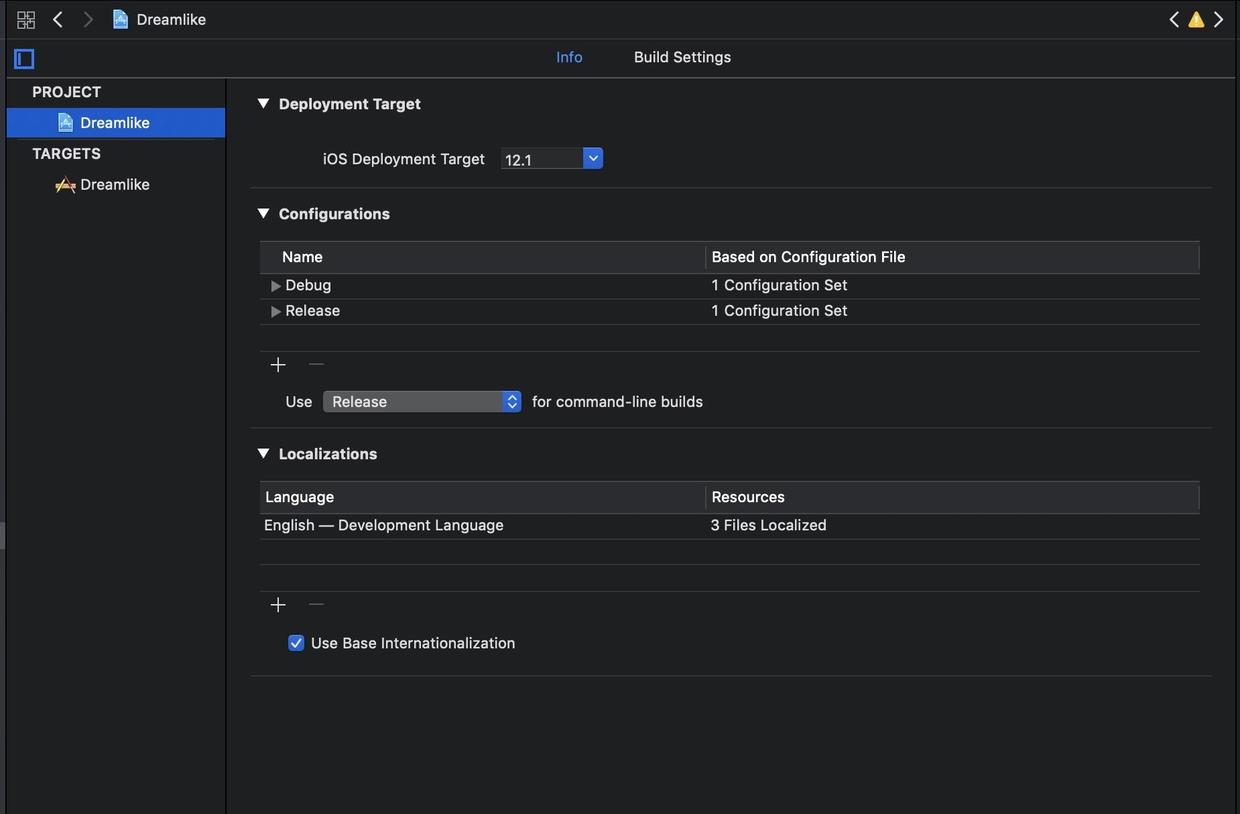 Dreamlike
Info Build Settings
PROJECT
Dreamlike
TARGETS
Dreamlike
Deployment Target
iOS Deployment Target 12.1
Configurations
Name Based on Configuration File
Debug 1 Configuration Set
Release 1 Configuration Set
Use Release for command-line builds
Localizations
Language Resources
English — Development Language 3 Files Localized
Use Base Internationalization